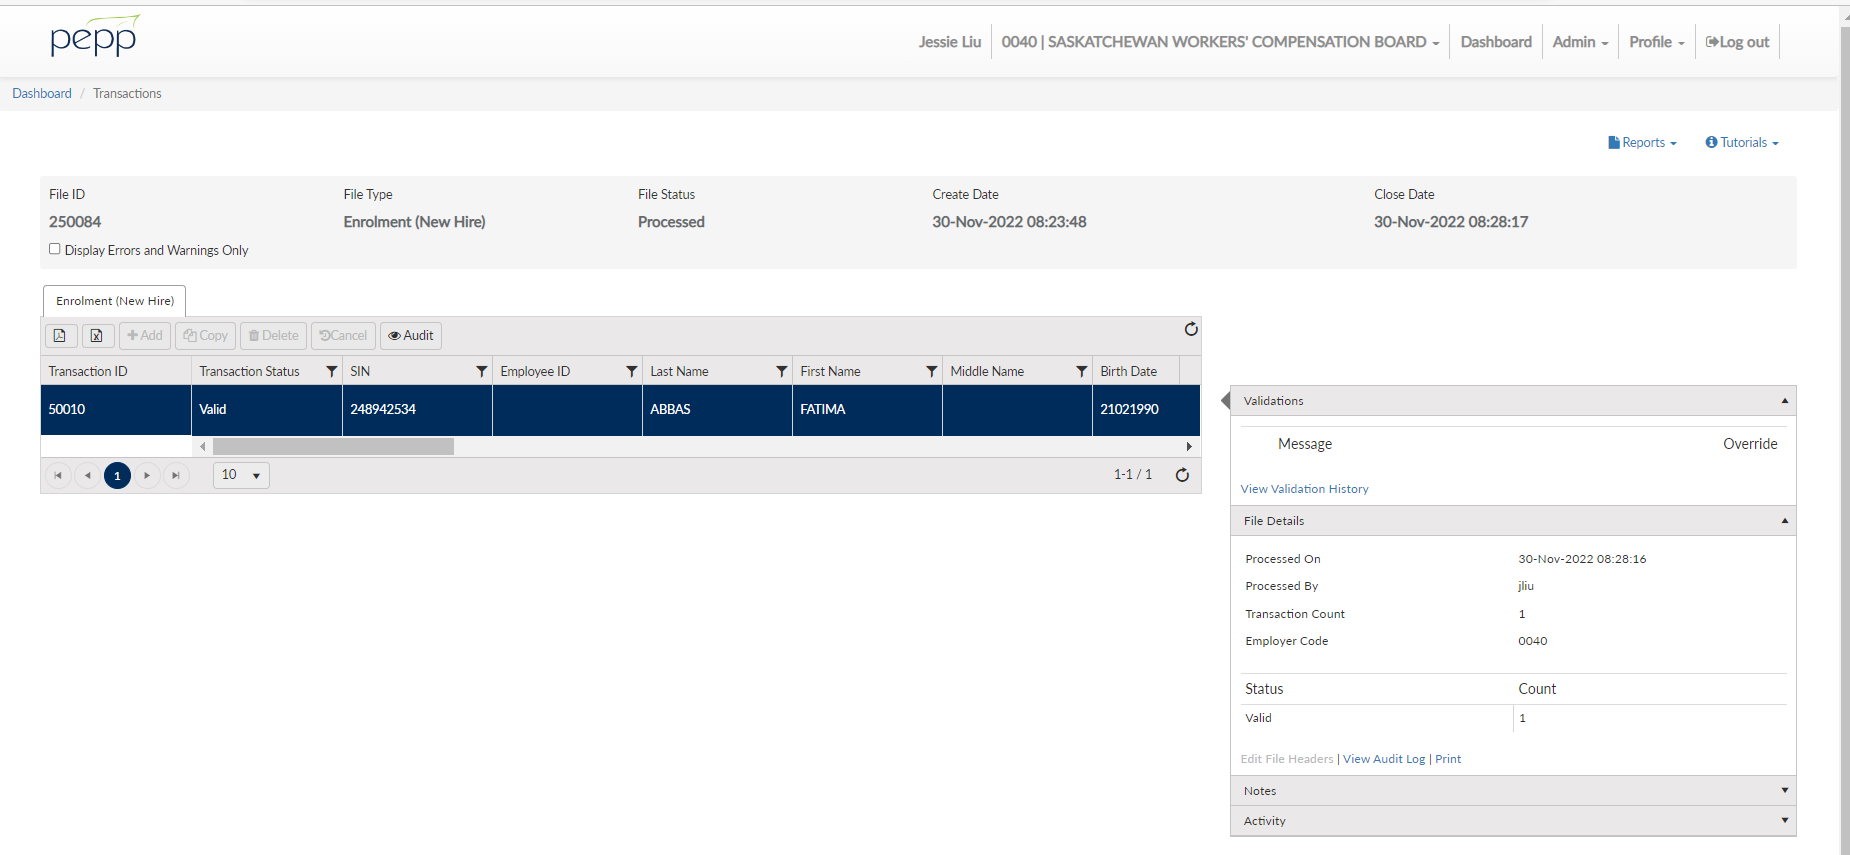 pepp
Jessie Liu
0040 | SASKATCHEWAN WORKERS' COMPENSATION BOARD
Dashboard
Admin
Profile
Log out
Dashboard / Transactions
Reports
Tutorials
File ID File Type File Status Create Date Close Date
250084 Enrolment (New Hire) Processed 30-Nov-2022 08:23:48 30-Nov-2022 08:28:17
Display Errors and Warnings Only
Enrolment (New Hire)
Add Copy Delete Cancel Audit
Transaction ID Transaction Status SIN Employee ID Last Name First Name Middle Name Birth Date
50010 Valid 248942534 ABBAS FATIMA 21021990
1 10 1-1 / 1
Validations
Message Override
View Validation History
File Details
Processed On 30-Nov-2022 08:28:16
Processed By jliu
Transaction Count 1
Employer Code 0040
Status Count
Valid 1
Edit File Headers | View Audit Log | Print
Notes
Activity